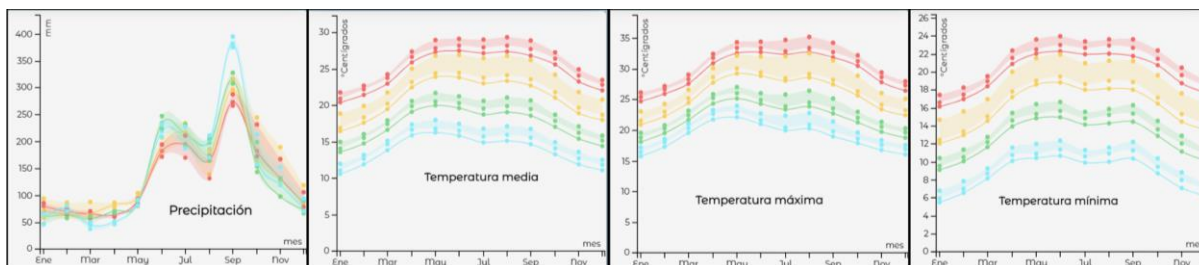 mm
400
350
300
250
200
150
100
50
0
Precipitación
mes
Ene
Mar
May
Jul
Sep
Nov
°Centígrados
30
25
20
15
10
5
0
Temperatura media
mes
Ene
Mar
May
Jul
Sep
Nov
°Centígrados
35
30
25
20
15
10
5
0
Temperatura máxima
mes
Ene
Mar
May
Jul
Sep
Nov
°Centígrados
26
24
22
20
18
16
14
12
10
8
6
4
2
0
Temperatura mínima
mes
Ene
Mar
May
Jul
Sep
Nov